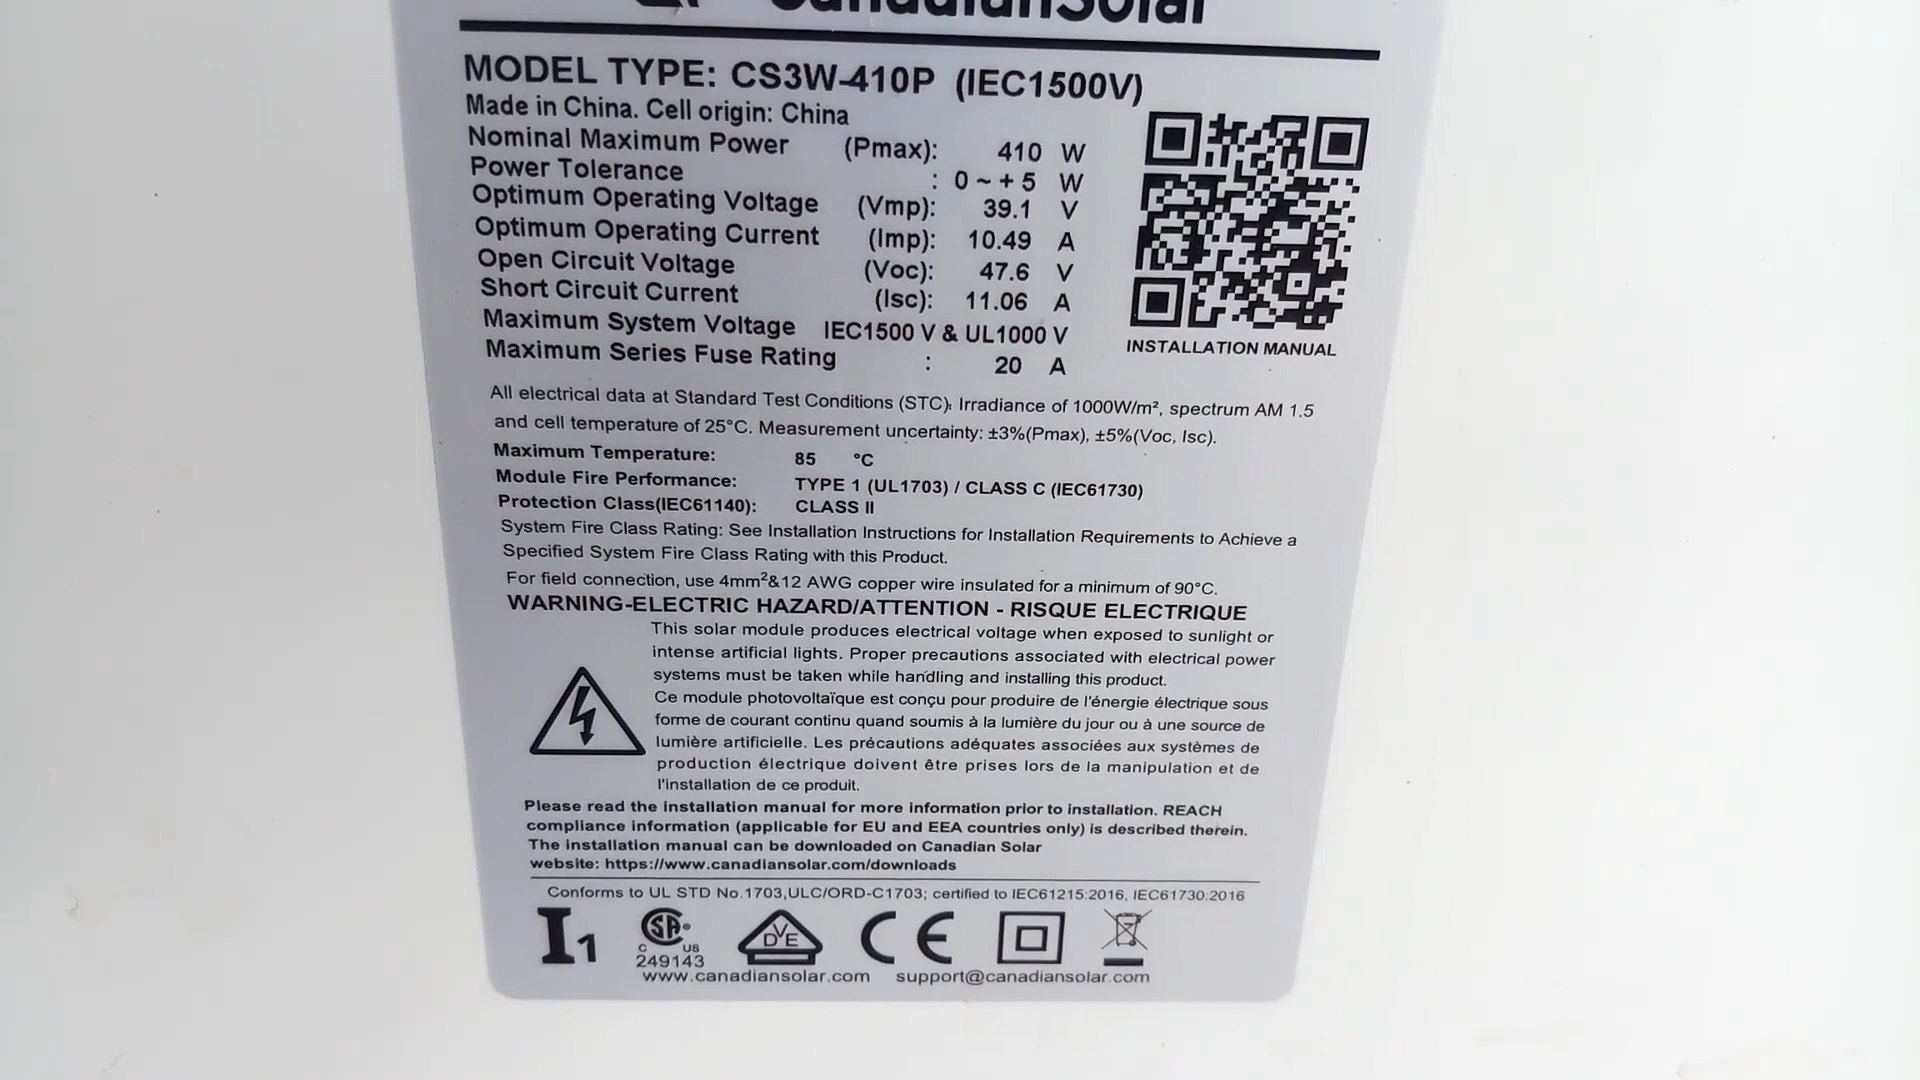 CanadianSolar
MODEL TYPE: CS3W-410P (IEC1500V)
Made in China. Cell origin: China
Nominal Maximum Power (Pmax): 410 W
Power Tolerance : 0 ~ + 5 W
Optimum Operating Voltage (Vmp): 39.1 V
Optimum Operating Current (Imp): 10.49 A
Open Circuit Voltage (Voc): 47.6 V
Short Circuit Current (Isc): 11.06 A
Maximum System Voltage IEC1500 V & UL1000 V
Maximum Series Fuse Rating : 20 A
INSTALLATION MANUAL
All electrical data at Standard Test Conditions (STC): Irradiance of 1000W/m², spectrum AM 1.5
and cell temperature of 25°C. Measurement uncertainty: ±3%(Pmax), ±5%(Voc, Isc).
Maximum Temperature: 85 °C
Module Fire Performance: TYPE 1 (UL1703) / CLASS C (IEC61730)
Protection Class(IEC61140): CLASS II
System Fire Class Rating: See Installation Instructions for Installation Requirements to Achieve a
Specified System Fire Class Rating with this Product.
For field connection, use 4mm²&12 AWG copper wire insulated for a minimum of 90°C.
WARNING-ELECTRIC HAZARD/ATTENTION - RISQUE ELECTRIQUE
This solar module produces electrical voltage when exposed to sunlight or
intense artificial lights. Proper precautions associated with electrical power
systems must be taken while handling and installing this product.
Ce module photovoltaïque est conçu pour produire de l'énergie électrique sous
forme de courant continu quand soumis à la lumière du jour ou à une source de
lumière artificielle. Les précautions adéquates associées aux systèmes de
production électrique doivent être prises lors de la manipulation et de
l'installation de ce produit.
Please read the installation manual for more information prior to installation. REACH
compliance information (applicable for EU and EEA countries only) is described therein.
The installation manual can be downloaded on Canadian Solar
website: https://www.canadiansolar.com/downloads
Conforms to UL STD No.1703,ULC/ORD-C1703; certified to IEC61215:2016, IEC61730:2016
I1 SA® DVE CE
C US
249143
www.canadiansolar.com support@canadiansolar.com